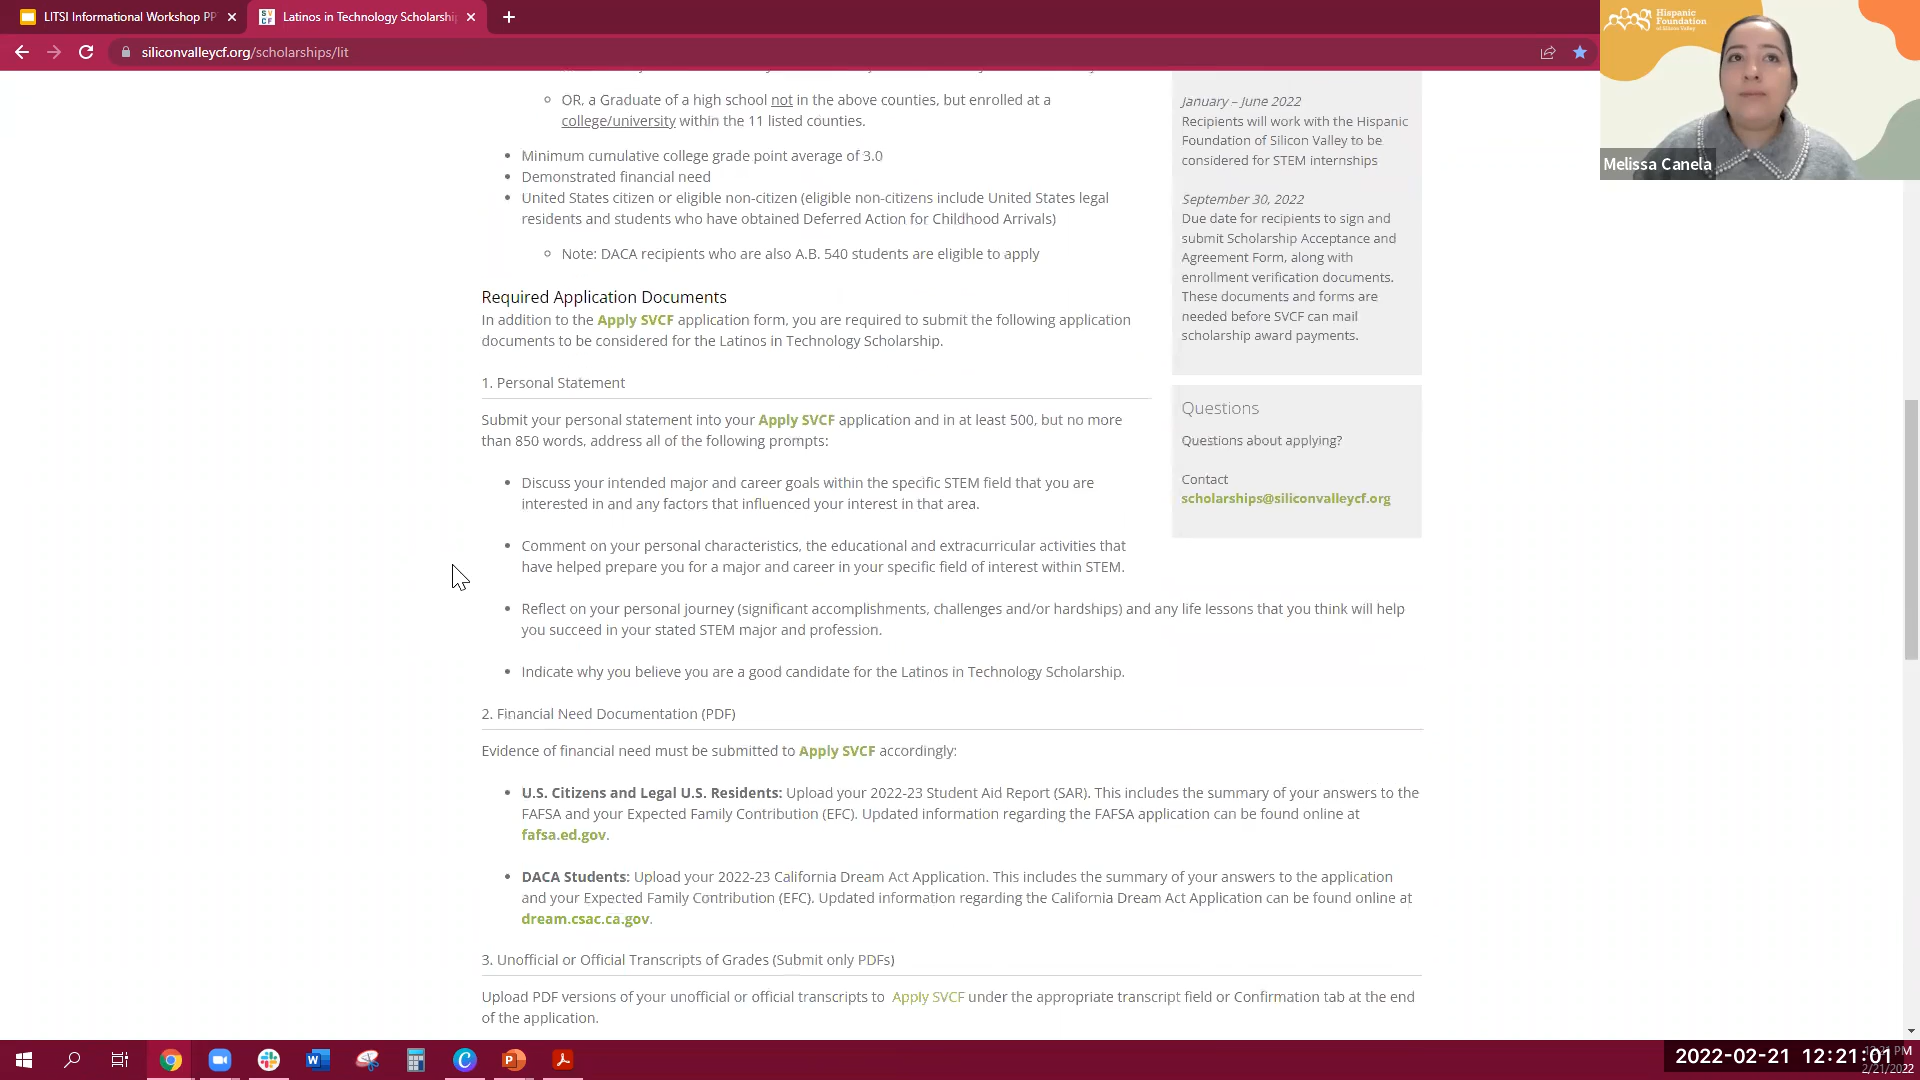 LITSI Informational Workshop PP
Latinos in Technology Scholarship
siliconvalleycf.org/scholarships/lit
Hispanic
Foundation
of Silicon Valley
Melissa Canela
OR, a Graduate of a high school not in the above counties, but enrolled at a
college/university within the 11 listed counties.
Minimum cumulative college grade point average of 3.0
Demonstrated financial need
United States citizen or eligible non-citizen (eligible non-citizens include United States legal
residents and students who have obtained Deferred Action for Childhood Arrivals)
Note: DACA recipients who are also A.B. 540 students are eligible to apply
Required Application Documents
In addition to the Apply SVCF application form, you are required to submit the following application
documents to be considered for the Latinos in Technology Scholarship.
1. Personal Statement
Submit your personal statement into your Apply SVCF application and in at least 500, but no more
than 850 words, address all of the following prompts:
Discuss your intended major and career goals within the specific STEM field that you are
interested in and any factors that influenced your interest in that area.
Comment on your personal characteristics, the educational and extracurricular activities that
have helped prepare you for a major and career in your specific field of interest within STEM.
Reflect on your personal journey (significant accomplishments, challenges and/or hardships) and any life lessons that you think will help
you succeed in your stated STEM major and profession.
Indicate why you believe you are a good candidate for the Latinos in Technology Scholarship.
2. Financial Need Documentation (PDF)
Evidence of financial need must be submitted to Apply SVCF accordingly:
U.S. Citizens and Legal U.S. Residents: Upload your 2022-23 Student Aid Report (SAR). This includes the summary of your answers to the
FAFSA and your Expected Family Contribution (EFC). Updated information regarding the FAFSA application can be found online at
fafsa.ed.gov.
DACA Students: Upload your 2022-23 California Dream Act Application. This includes the summary of your answers to the application
and your Expected Family Contribution (EFC). Updated information regarding the California Dream Act Application can be found online at
dream.csac.ca.gov.
3. Unofficial or Official Transcripts of Grades (Submit only PDFs)
Upload PDF versions of your unofficial or official transcripts to Apply SVCF under the appropriate transcript field or Confirmation tab at the end
of the application.
January – June 2022
Recipients will work with the Hispanic
Foundation of Silicon Valley to be
considered for STEM internships
September 30, 2022
Due date for recipients to sign and
submit Scholarship Acceptance and
Agreement Form, along with
enrollment verification documents.
These documents and forms are
needed before SVCF can mail
scholarship award payments.
Questions
Questions about applying?
Contact
scholarships@siliconvalleycf.org
2022-02-21 12:21:01
2/21/2022